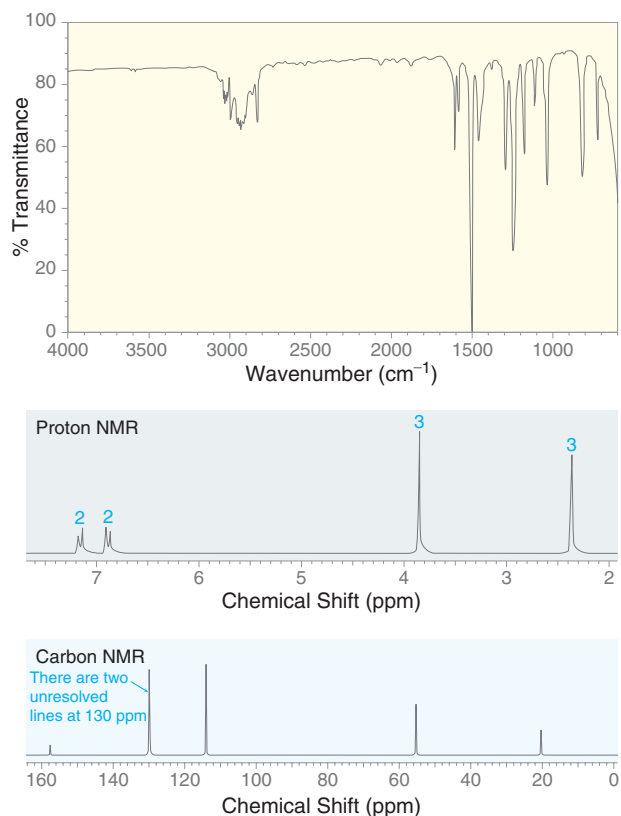 100
80
60
40
20
0
% Transmittance
4000 3500 3000 2500 2000 1500 1000
Wavenumber (cm⁻¹)
Proton NMR
2 2 3 3
7 6 5 4 3 2
Chemical Shift (ppm)
Carbon NMR
There are two
unresolved
lines at 130 ppm
160 140 120 100 80 60 40 20 0
Chemical Shift (ppm)